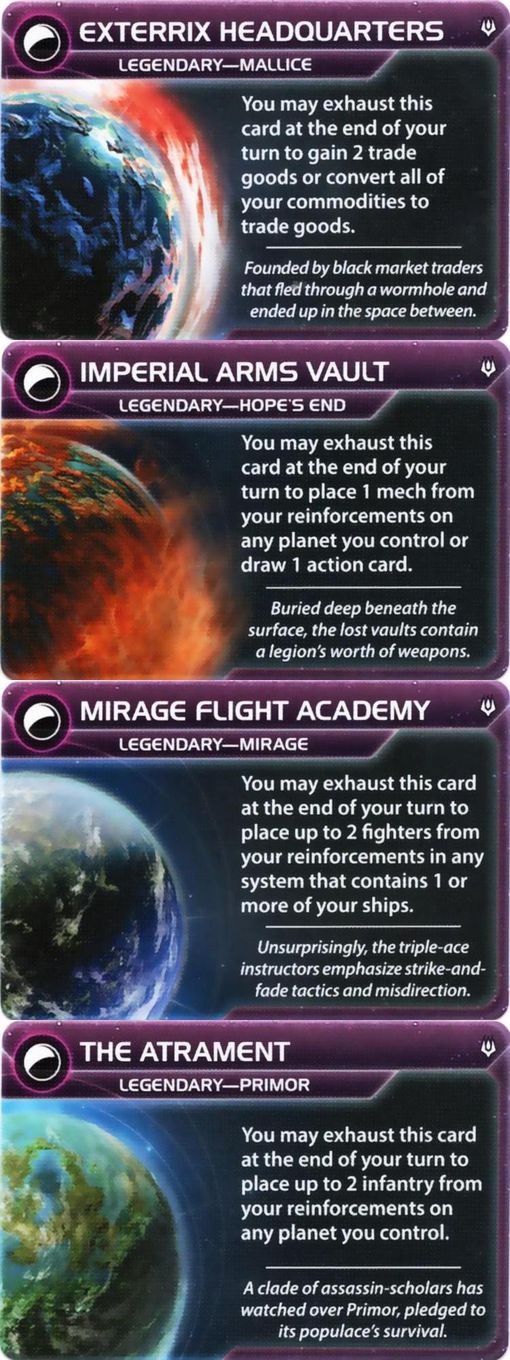 EXTERRIX HEADQUARTERS
LEGENDARY—MALLICE
You may exhaust this
card at the end of your
turn to gain 2 trade
goods or convert all of
your commodities to
trade goods.
Founded by black market traders
that fled through a wormhole and
ended up in the space between.
IMPERIAL ARMS VAULT
LEGENDARY—HOPE'S END
You may exhaust this
card at the end of your
turn to place 1 mech from
your reinforcements on
any planet you control or
draw 1 action card.
Buried deep beneath the
surface, the lost vaults contain
a legion's worth of weapons.
MIRAGE FLIGHT ACADEMY
LEGENDARY—MIRAGE
You may exhaust this card
at the end of your turn to
place up to 2 fighters from
your reinforcements in any
system that contains 1 or
more of your ships.
Unsurprisingly, the triple-ace
instructors emphasize strike-and-
fade tactics and misdirection.
THE ATRAMENT
LEGENDARY—PRIMOR
You may exhaust this card
at the end of your turn to
place up to 2 infantry from
your reinforcements on
any planet you control.
A clade of assassin-scholars has
watched over Primor, pledged to
its populace's survival.